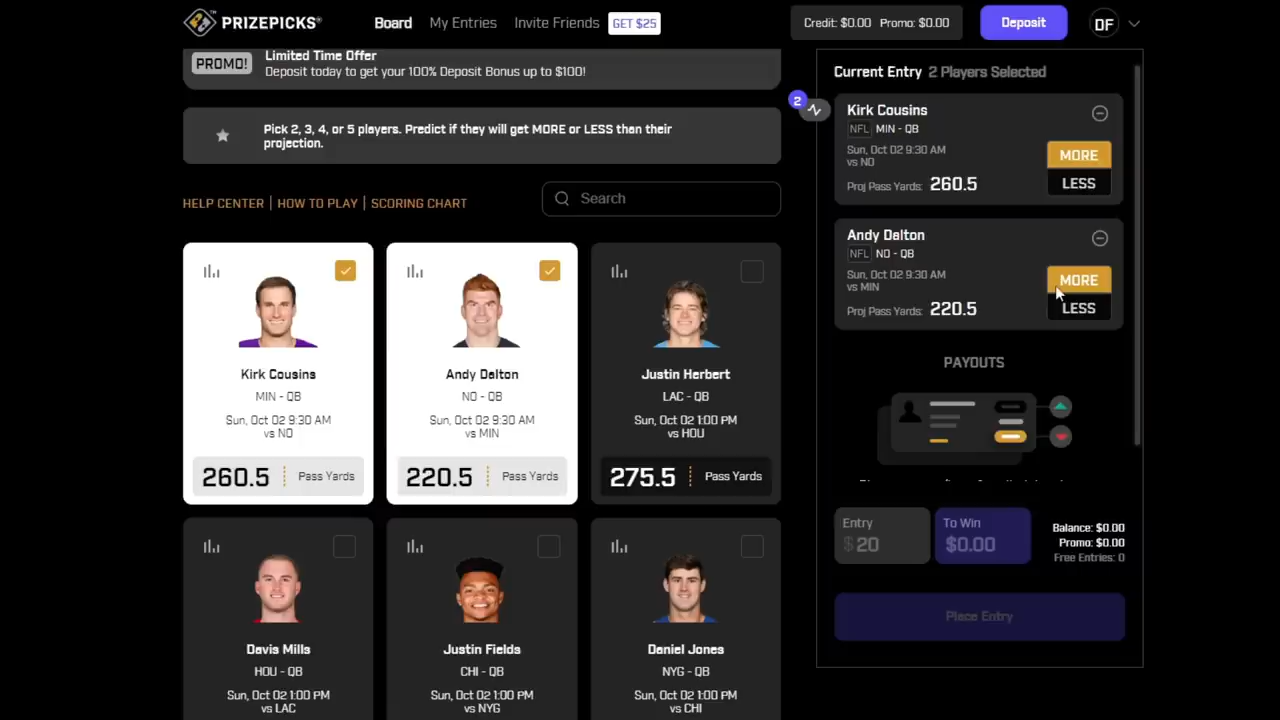 PRIZEPICKS
Board
My Entries
Invite Friends
GET $25
Credit: $0.00 Promo: $0.00
Deposit
DF
PROMO!
Limited Time Offer
Deposit today to get your 100% Deposit Bonus up to $100!
Pick 2, 3, 4, or 5 players. Predict if they will get MORE or LESS than their
projection.
HELP CENTER | HOW TO PLAY | SCORING CHART
Search
Kirk Cousins
MIN - QB
Sun, Oct 02 9:30 AM
vs NO
260.5
Pass Yards
Andy Dalton
NO - QB
Sun, Oct 02 9:30 AM
vs MIN
220.5
Pass Yards
Justin Herbert
LAC - QB
Sun, Oct 02 1:00 PM
vs HOU
275.5
Pass Yards
Davis Mills
HOU - QB
Sun, Oct 02 1:00 PM
vs LAC
Justin Fields
CHI - QB
Sun, Oct 02 1:00 PM
vs NYG
Daniel Jones
NYG - QB
Sun, Oct 02 1:00 PM
vs CHI
2
Current Entry 2 Players Selected
Kirk Cousins
NFL MIN - QB
Sun, Oct 02 9:30 AM
vs NO
Proj Pass Yards: 260.5
MORE
LESS
Andy Dalton
NFL NO - QB
Sun, Oct 02 9:30 AM
vs MIN
Proj Pass Yards: 220.5
MORE
LESS
PAYOUTS
Entry
$ 20
To Win
$0.00
Balance: $0.00
Promo: $0.00
Free Entries: 0
Place Entry